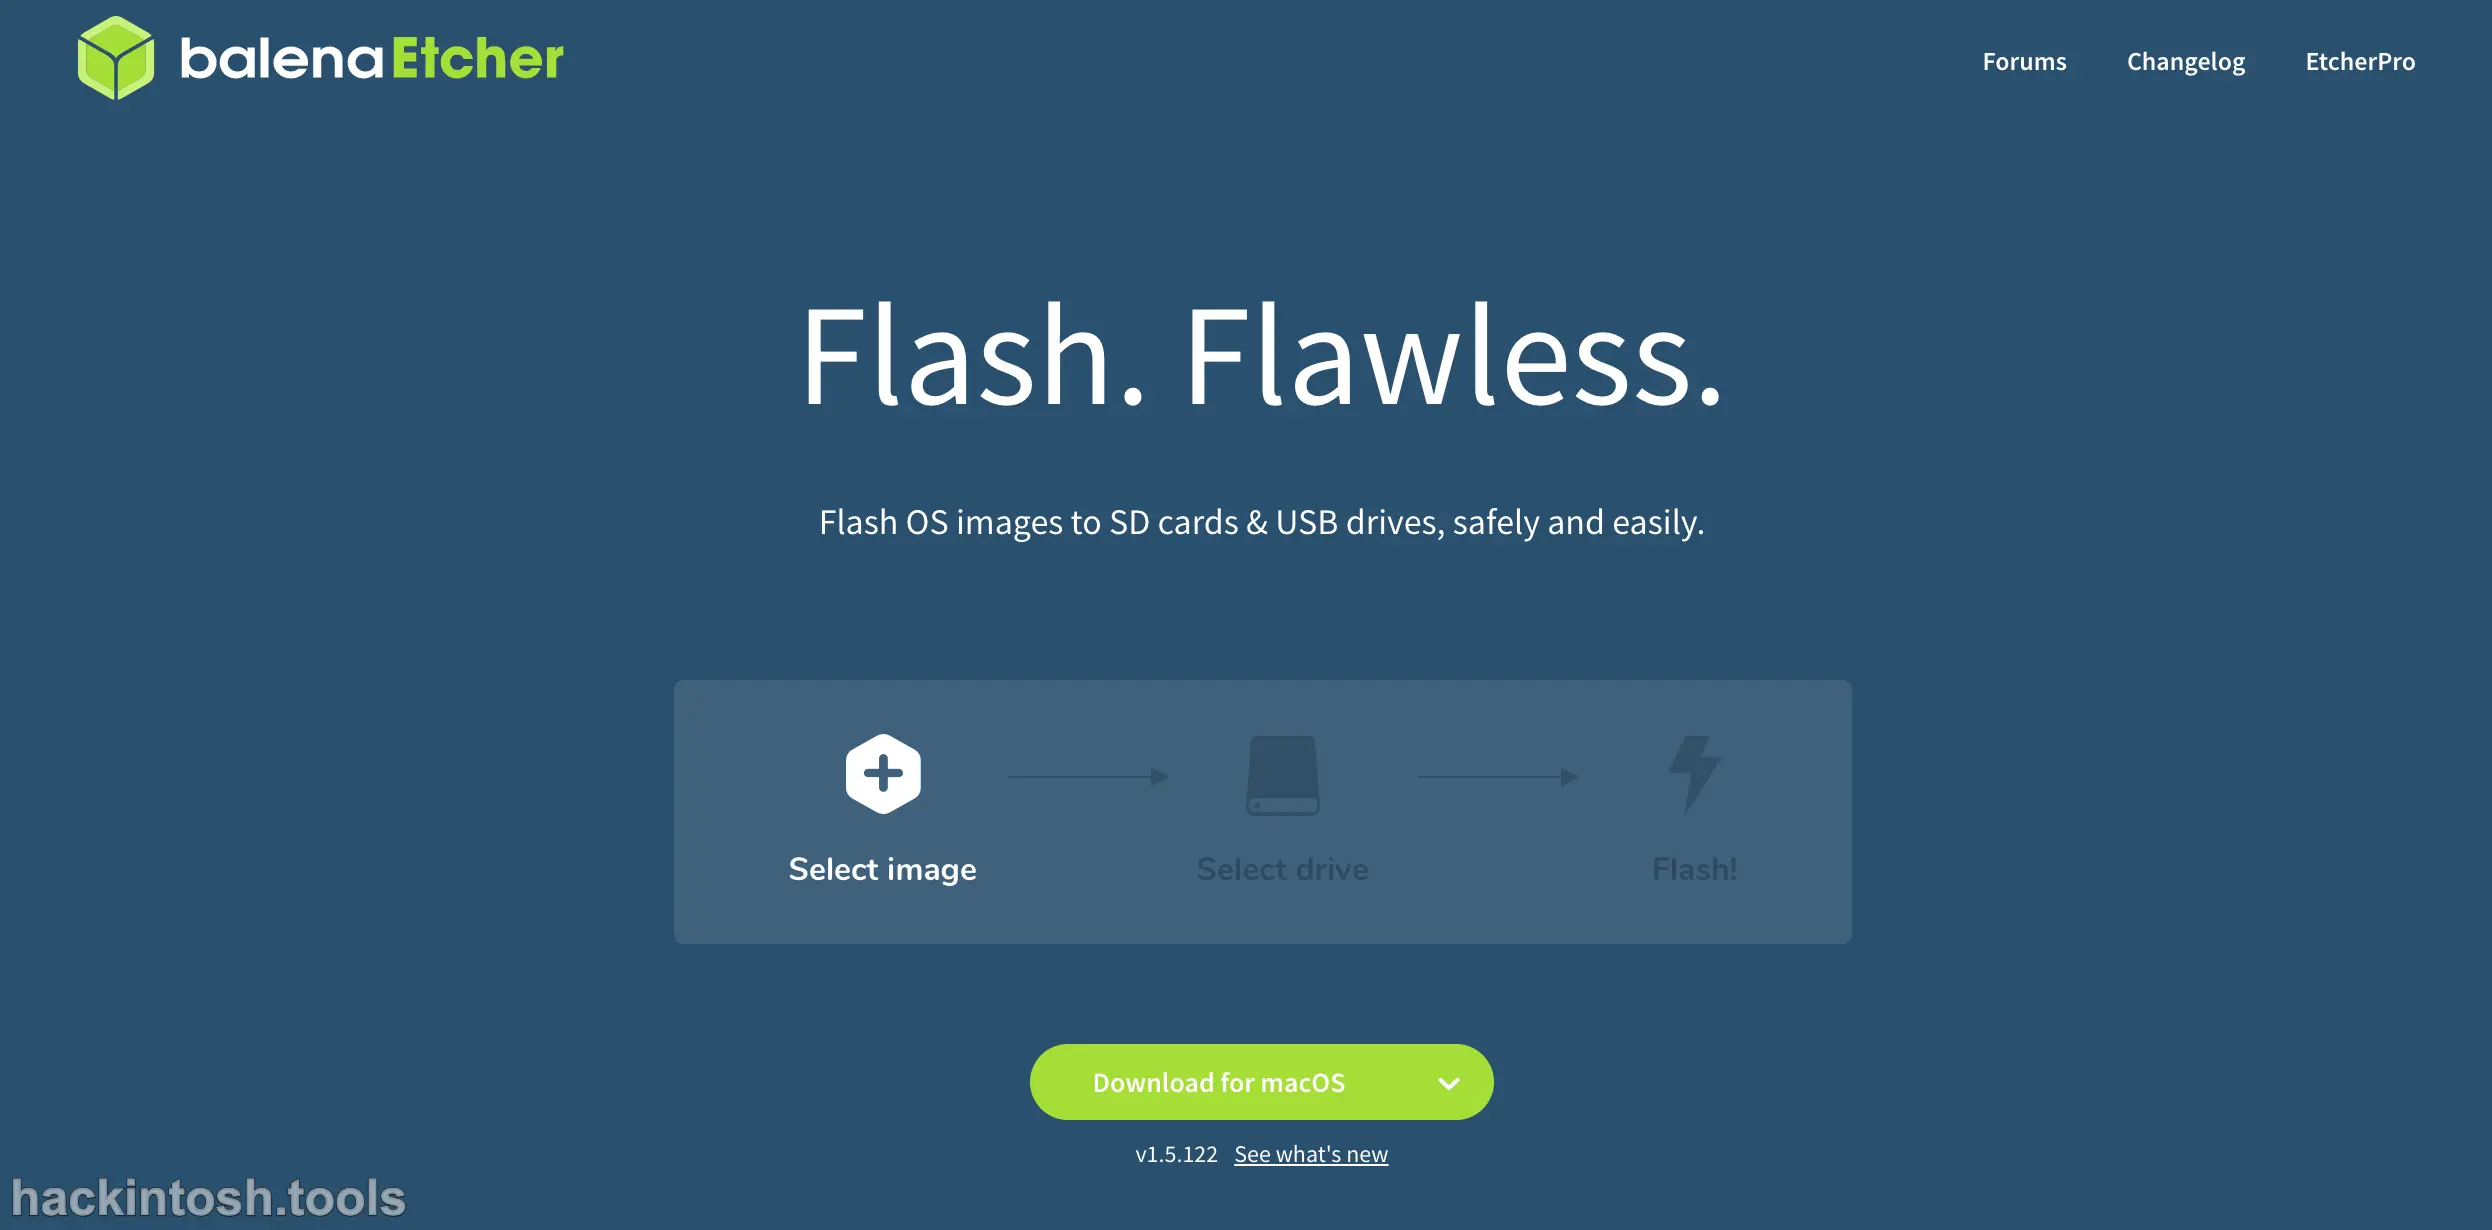 balenaEtcher
Forums Changelog EtcherPro
Flash. Flawless.
Flash OS images to SD cards & USB drives, safely and easily.
Select image Select drive Flash!
Download for macOS
v1.5.122 See what's new
hackintosh.tools